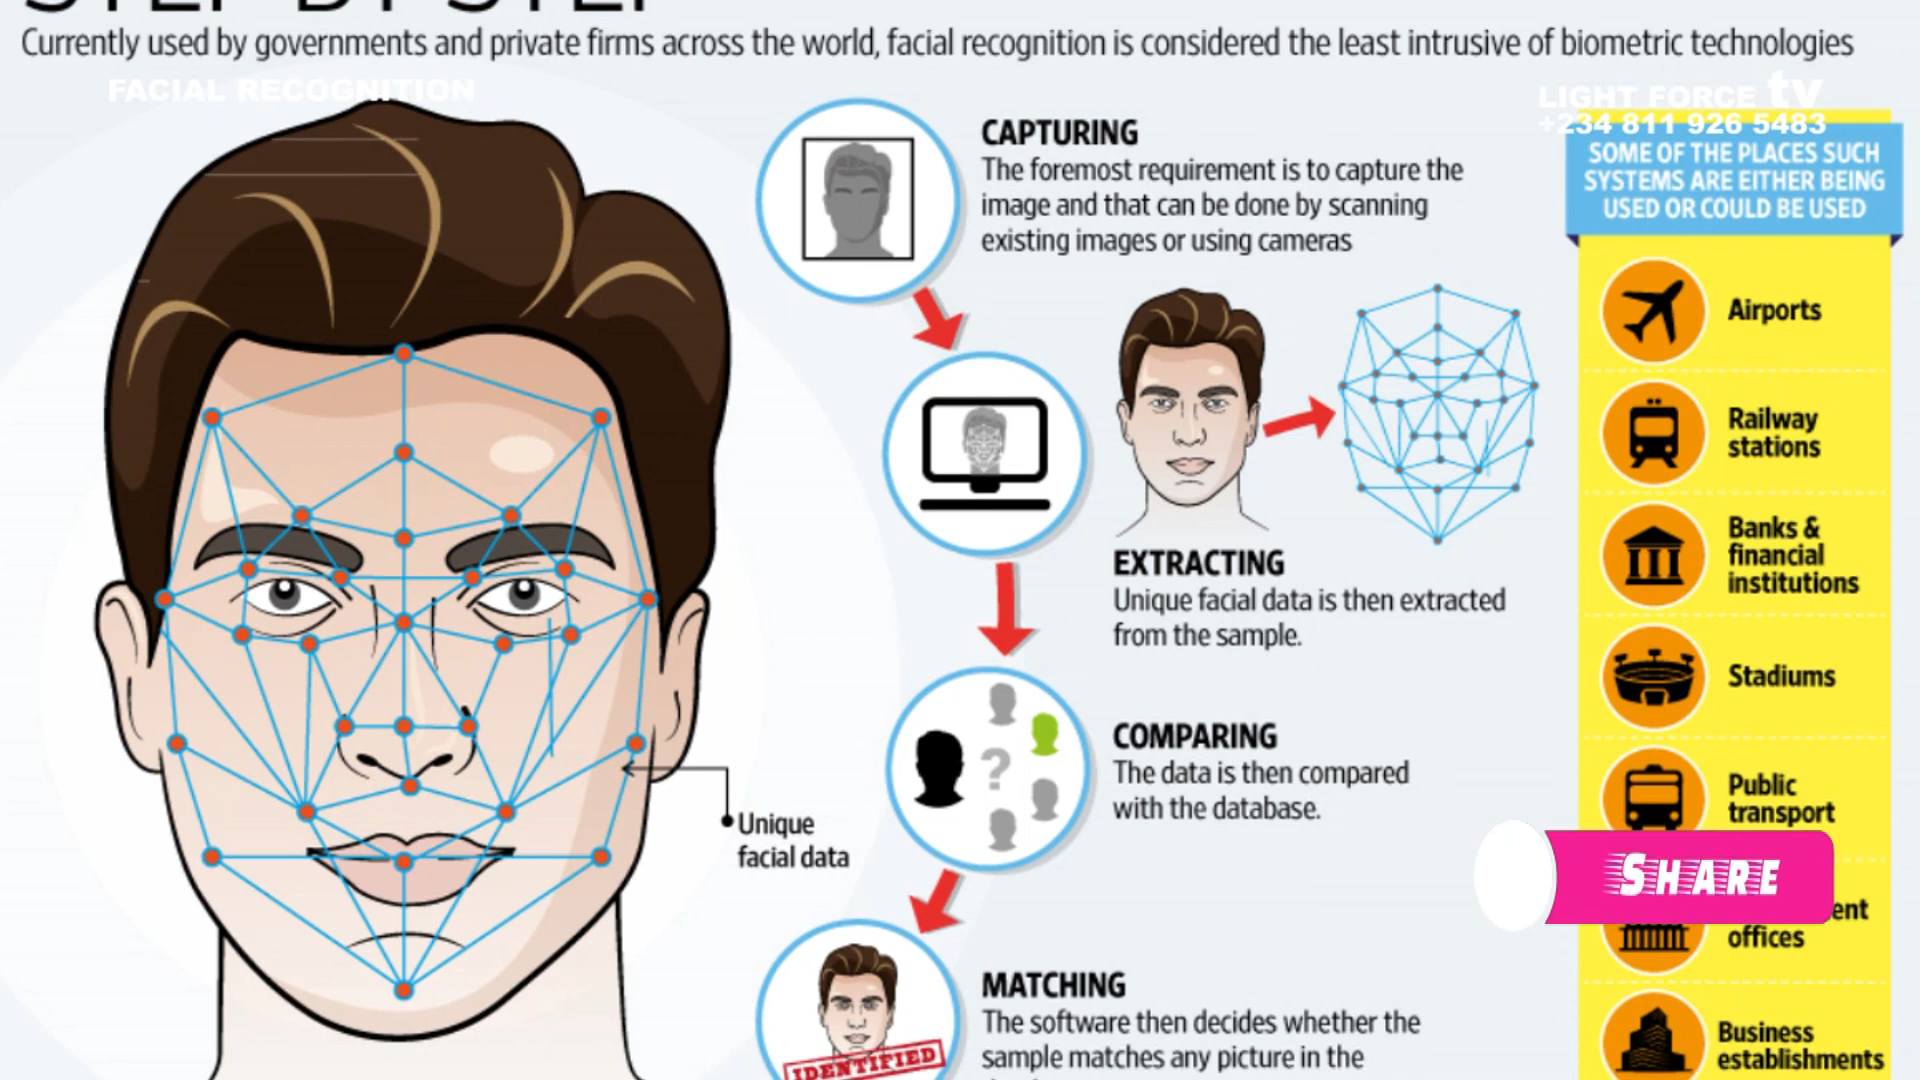 STEP BY STEP
Currently used by governments and private firms across the world, facial recognition is considered the least intrusive of biometric technologies
FACIAL RECOGNITION
LIGHT FORCE tv
+234 811 926 5483
CAPTURING
The foremost requirement is to capture the
image and that can be done by scanning
existing images or using cameras
EXTRACTING
Unique facial data is then extracted
from the sample.
COMPARING
The data is then compared
with the database.
?
Unique
facial data
MATCHING
The software then decides whether the
sample matches any picture in the
IDENTIFIED
SOME OF THE PLACES SUCH
SYSTEMS ARE EITHER BEING
USED OR COULD BE USED
Airports
Railway
stations
Banks &
financial
institutions
Stadiums
Public
transport
SHARE
ent
offices
Business
establishments